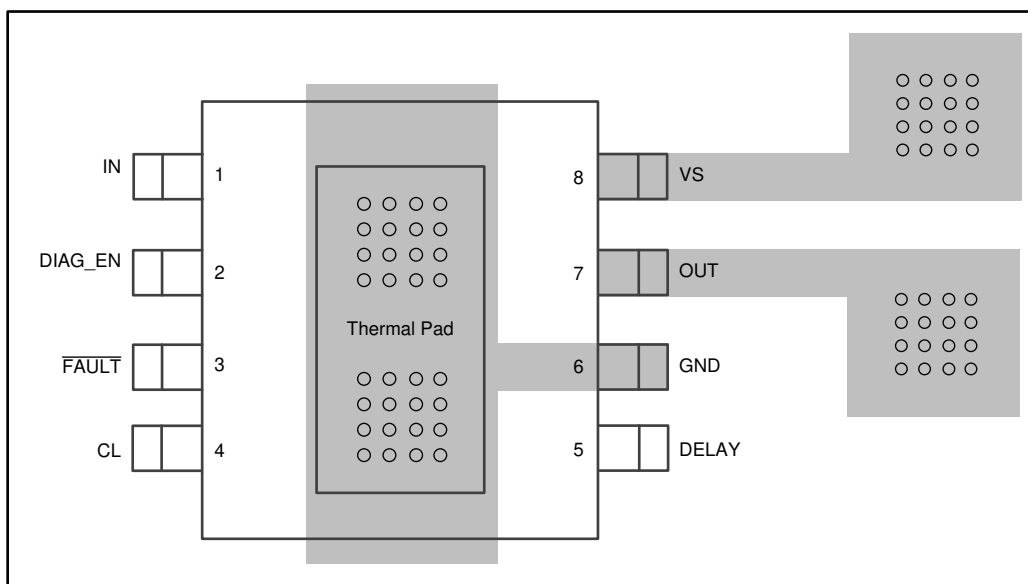 IN 1 8 VS
DIAG_EN 2 7 OUT
Thermal Pad
FAULT 3 6 GND
CL 4 5 DELAY